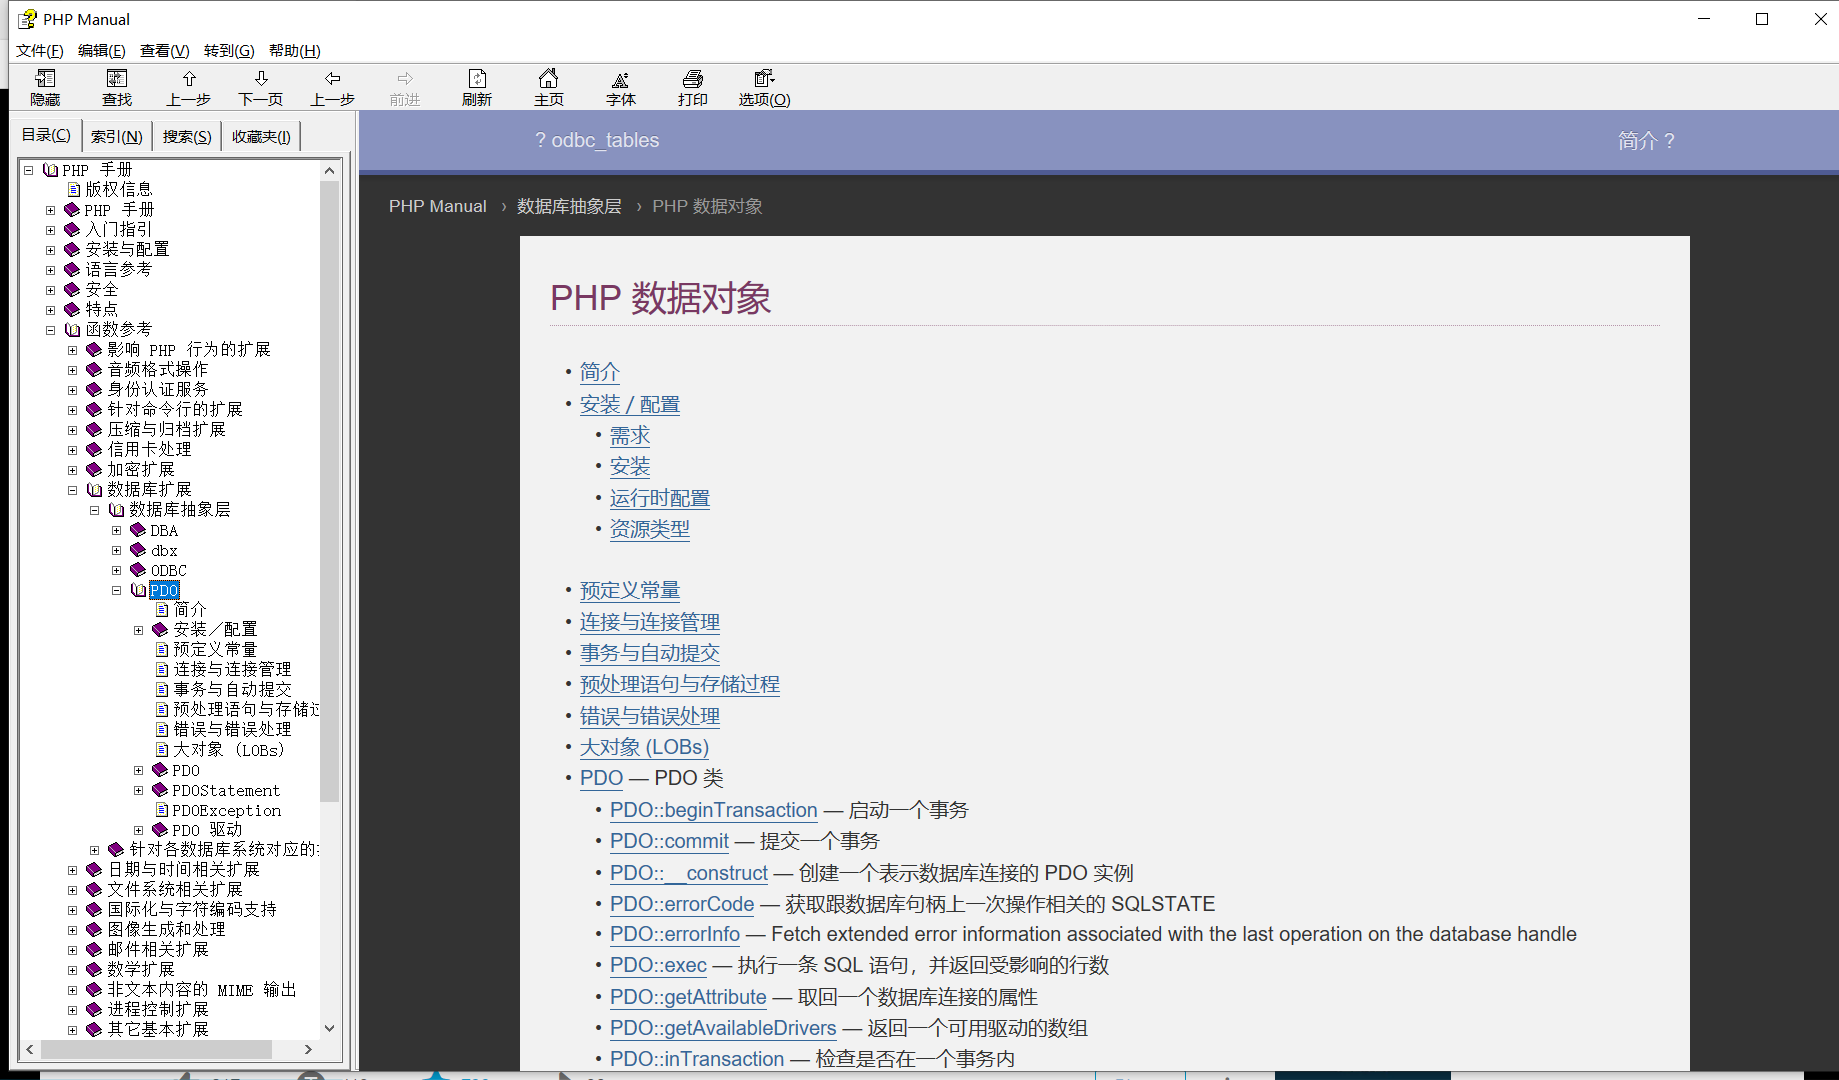 PHP Manual
文件(F) 编辑(E) 查看(V) 转到(G) 帮助(H)
隐藏 查找 上一步 下一页 上一步 前进 刷新 主页 字体 打印 选项(O)
目录(C) 索引(N) 搜索(S) 收藏夹(I)
PHP 手册
版权信息
PHP 手册
入门指引
安装与配置
语言参考
安全
特点
函数参考
影响 PHP 行为的扩展
音频格式操作
身份认证服务
针对命令行的扩展
压缩与归档扩展
信用卡处理
加密扩展
数据库扩展
数据库抽象层
DBA
dbx
ODBC
PDO
简介
安装／配置
预定义常量
连接与连接管理
事务与自动提交
预处理语句与存储过
错误与错误处理
大对象 (LOBs)
PDO
PDOStatement
PDOException
PDO 驱动
针对各数据库系统对应的
日期与时间相关扩展
文件系统相关扩展
国际化与字符编码支持
图像生成和处理
邮件相关扩展
数学扩展
非文本内容的 MIME 输出
进程控制扩展
其它基本扩展
? odbc_tables 简介 ?
PHP Manual › 数据库抽象层 › PHP 数据对象
PHP 数据对象
• 简介
• 安装 / 配置
• 需求
• 安装
• 运行时配置
• 资源类型
• 预定义常量
• 连接与连接管理
• 事务与自动提交
• 预处理语句与存储过程
• 错误与错误处理
• 大对象 (LOBs)
• PDO — PDO 类
• PDO::beginTransaction — 启动一个事务
• PDO::commit — 提交一个事务
• PDO::__construct — 创建一个表示数据库连接的 PDO 实例
• PDO::errorCode — 获取跟数据库句柄上一次操作相关的 SQLSTATE
• PDO::errorInfo — Fetch extended error information associated with the last operation on the database handle
• PDO::exec — 执行一条 SQL 语句，并返回受影响的行数
• PDO::getAttribute — 取回一个数据库连接的属性
• PDO::getAvailableDrivers — 返回一个可用驱动的数组
• PDO::inTransaction — 检查是否在一个事务内